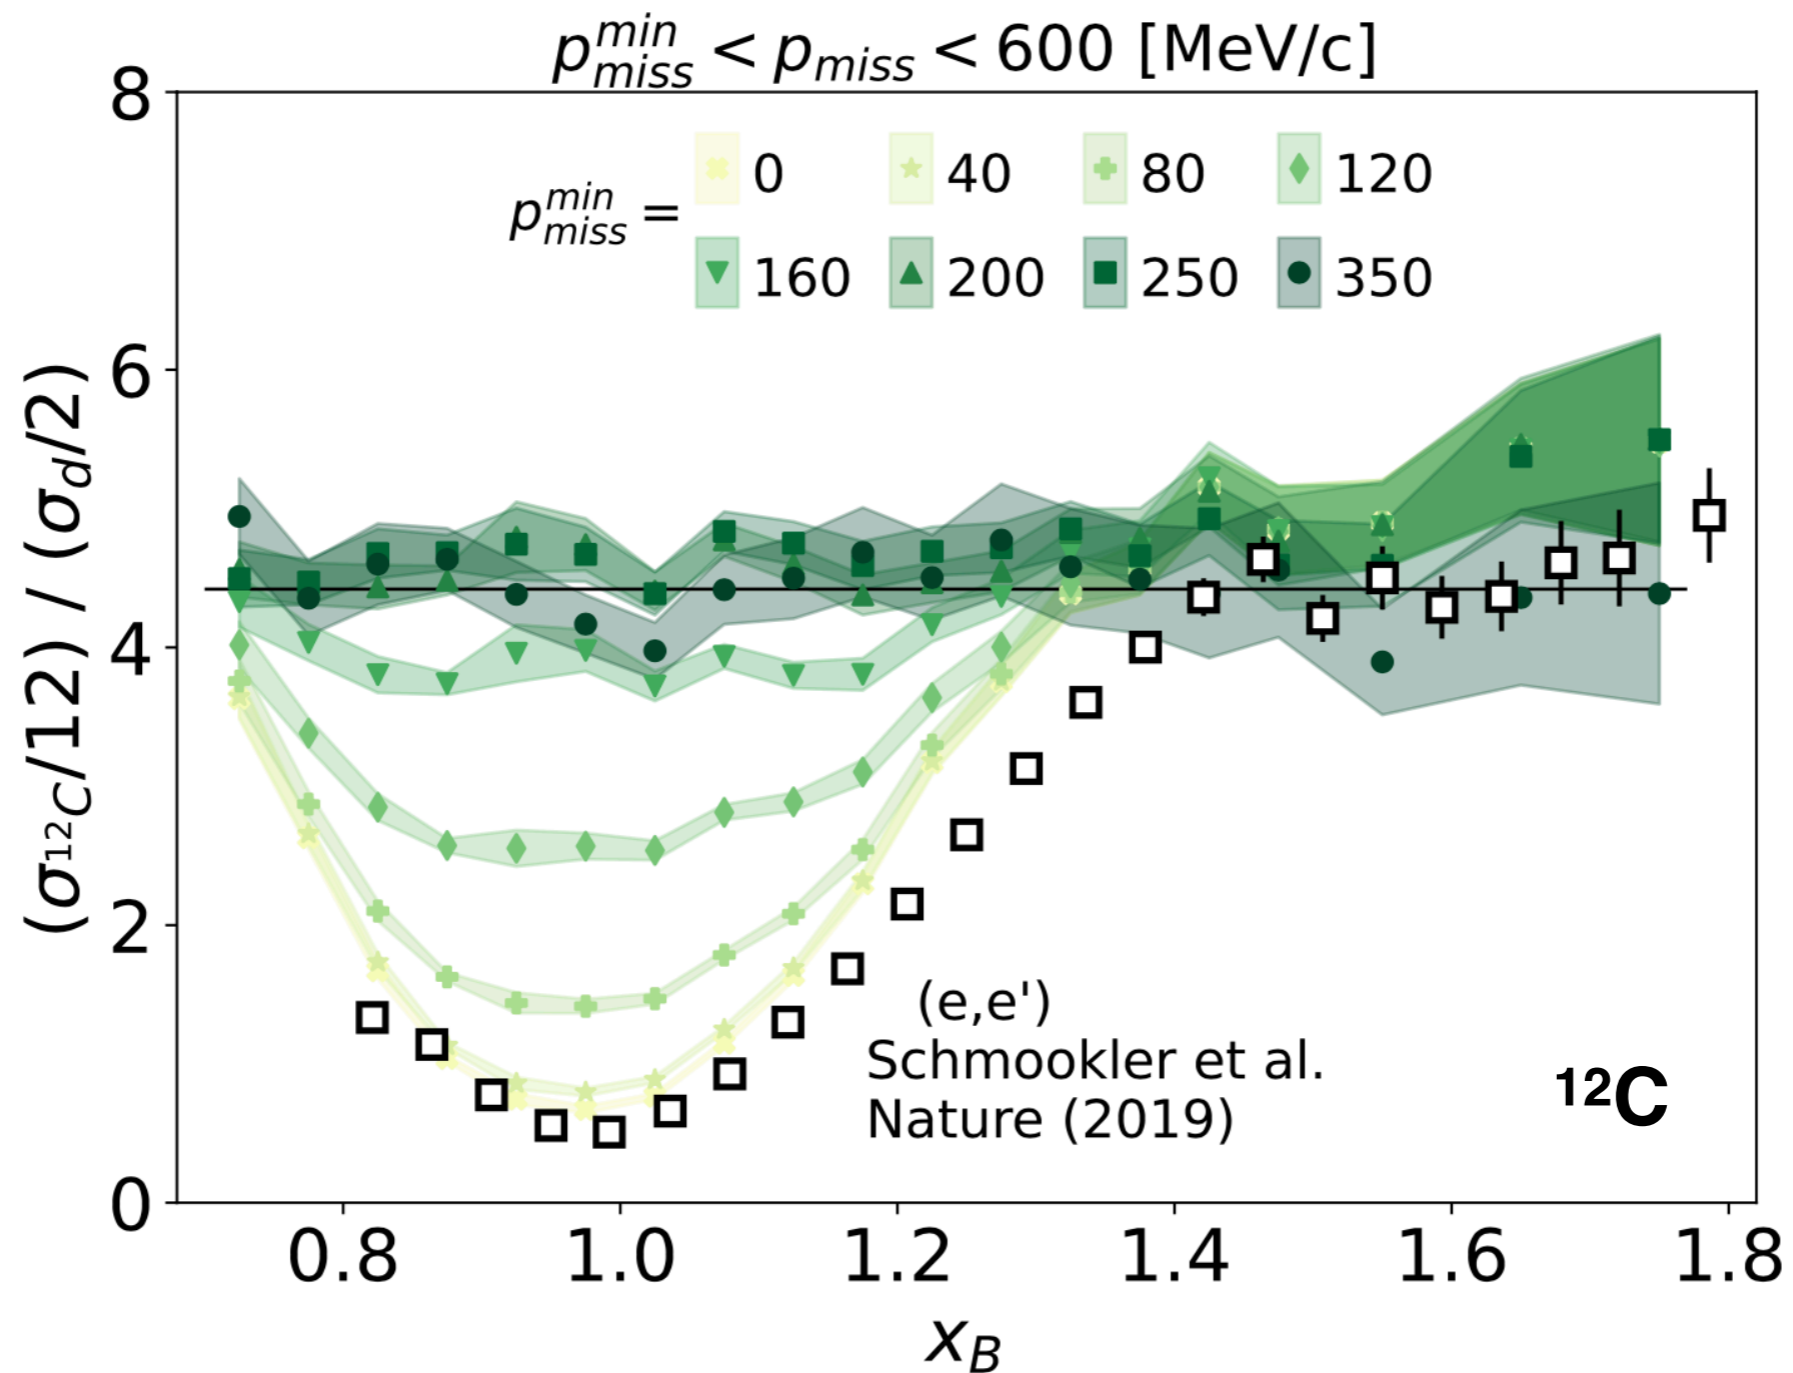 p_miss^min < p_miss < 600 [MeV/c]
8
6
4
2
0
(σ₁₂C/12) / (σ_d/2)
p_miss^min =
0 40 80 120
160 200 250 350
(e,e')
Schmookler et al.
Nature (2019)
¹²C
0.8 1.0 1.2 1.4 1.6 1.8
x_B